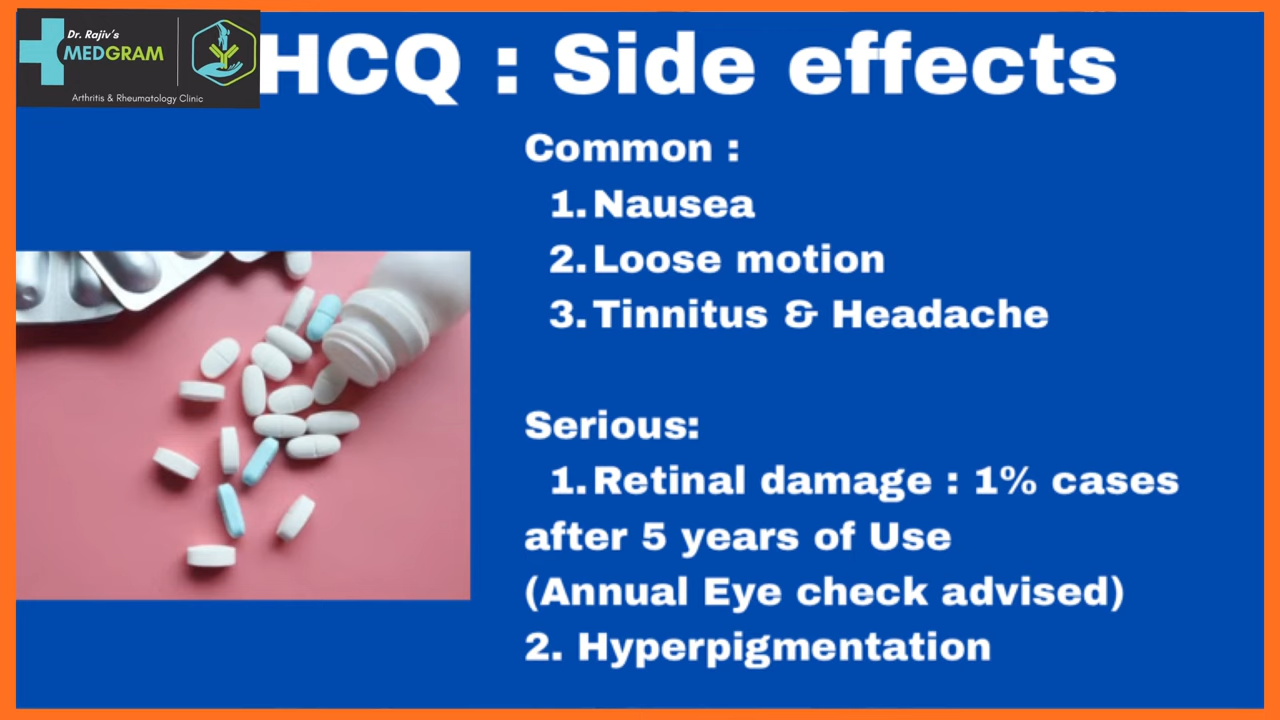 Dr. Rajiv's
MEDGRAM
Arthritis & Rheumatology Clinic
HCQ : Side effects
Common :
1. Nausea
2. Loose motion
3. Tinnitus & Headache
Serious:
1. Retinal damage : 1% cases
after 5 years of Use
(Annual Eye check advised)
2. Hyperpigmentation